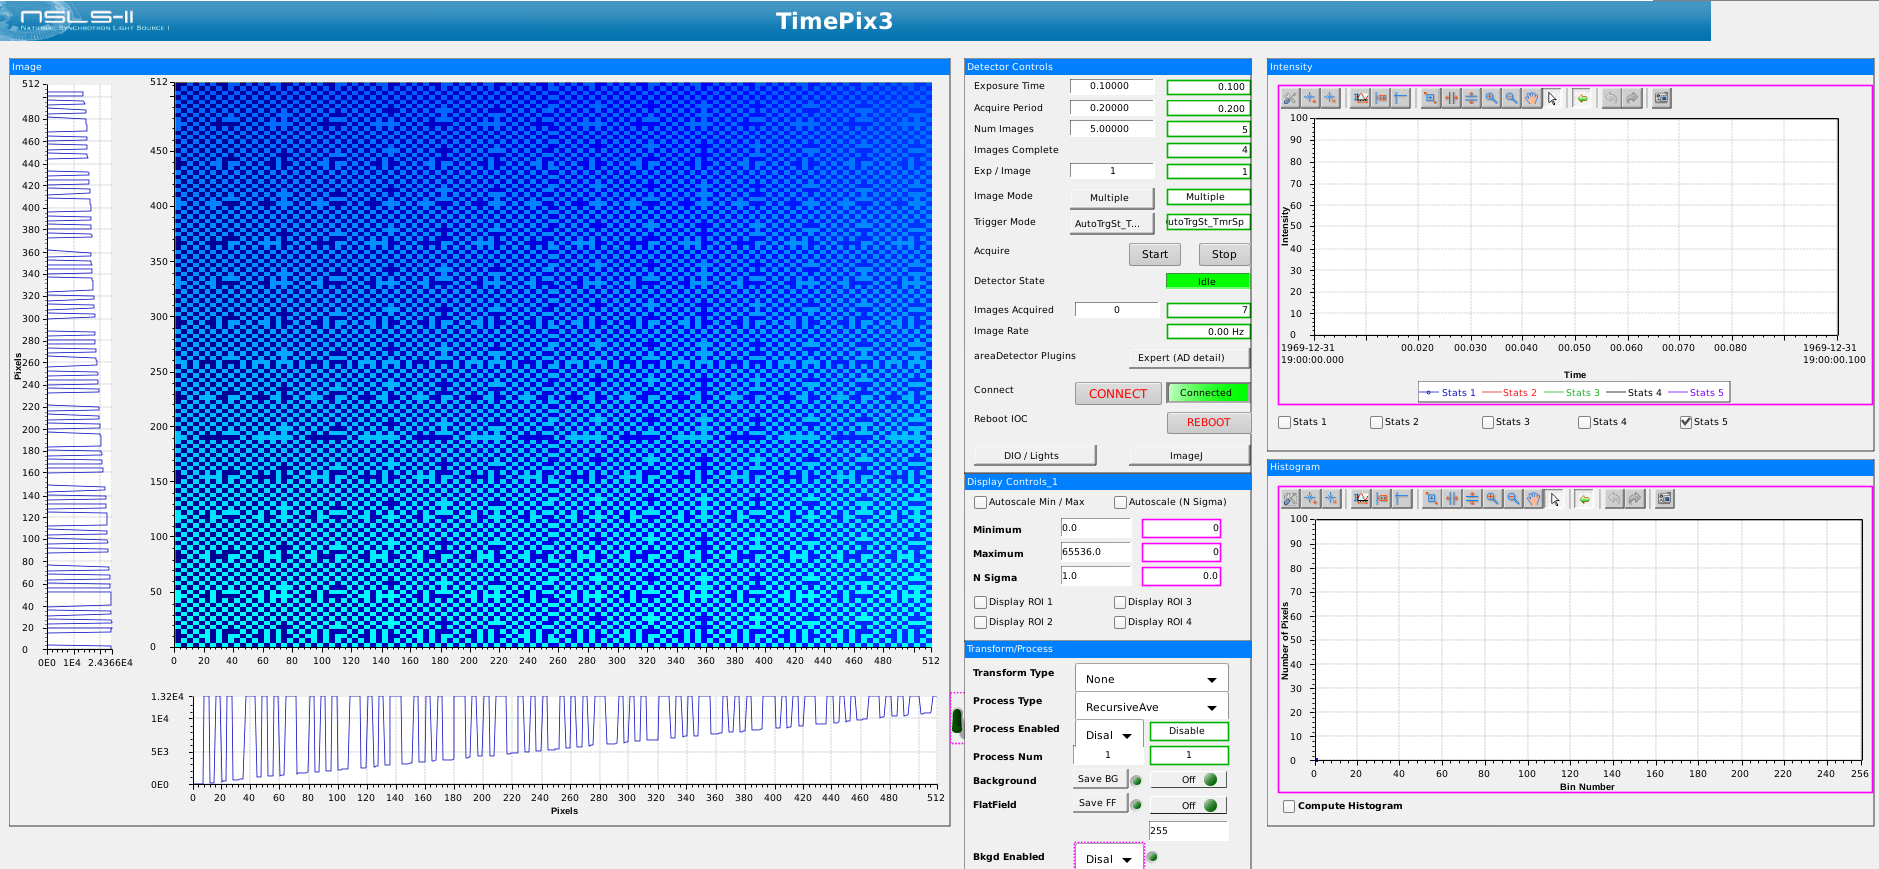 NSLS-II
NATIONAL SYNCHROTRON LIGHT SOURCE I
TimePix3
Image
512
480
460
440
420
400
380
360
340
320
300
280
260
240
220
200
180
160
140
120
100
80
60
40
20
0
Pixels
0E0 1E4 2.4366E4
512
450
400
350
300
250
200
150
100
50
0
0 20 40 60 80 100 120 140 160 180 200 220 240 260 280 300 320 340 360 380 400 420 440 460 480 512
1.32E4
1E4
5E3
0E0
0 20 40 60 80 100 120 140 160 180 200 220 240 260 280 300 320 340 360 380 400 420 440 460 480 512
Pixels
Detector Controls
Exposure Time 0.10000 0.100
Acquire Period 0.20000 0.200
Num Images 5.00000 5
Images Complete 4
Exp / Image 1 1
Image Mode Multiple Multiple
Trigger Mode AutoTrgSt_T... utoTrgSt_TmrSp
Acquire Start Stop
Detector State Idle
Images Acquired 0 7
Image Rate 0.00 Hz
areaDetector Plugins Expert (AD detail)
Connect CONNECT Connected
Reboot IOC REBOOT
DIO / Lights ImageJ
Display Controls_1
Autoscale Min / Max Autoscale (N Sigma)
Minimum 0.0 0
Maximum 65536.0 0
N Sigma 1.0 0.0
Display ROI 1 Display ROI 3
Display ROI 2 Display ROI 4
Transform/Process
Transform Type None
Process Type RecursiveAve
Process Enabled Disal Disable
Process Num 1 1
Background Save BG Off
FlatField Save FF Off
255
Bkgd Enabled Disal
Intensity
100
90
80
70
60
50
40
30
20
10
0
Intensity
1969-12-31 00.020 00.030 00.040 00.050 00.060 00.070 00.080 1969-12-31
19:00:00.000 19:00:00.100
Time
Stats 1 Stats 2 Stats 3 Stats 4 Stats 5
Stats 1 Stats 2 Stats 3 Stats 4 Stats 5
Histogram
100
90
80
70
60
50
40
30
20
10
0
Number of Pixels
0 20 40 60 80 100 120 140 160 180 200 220 240 256
Bin Number
Compute Histogram